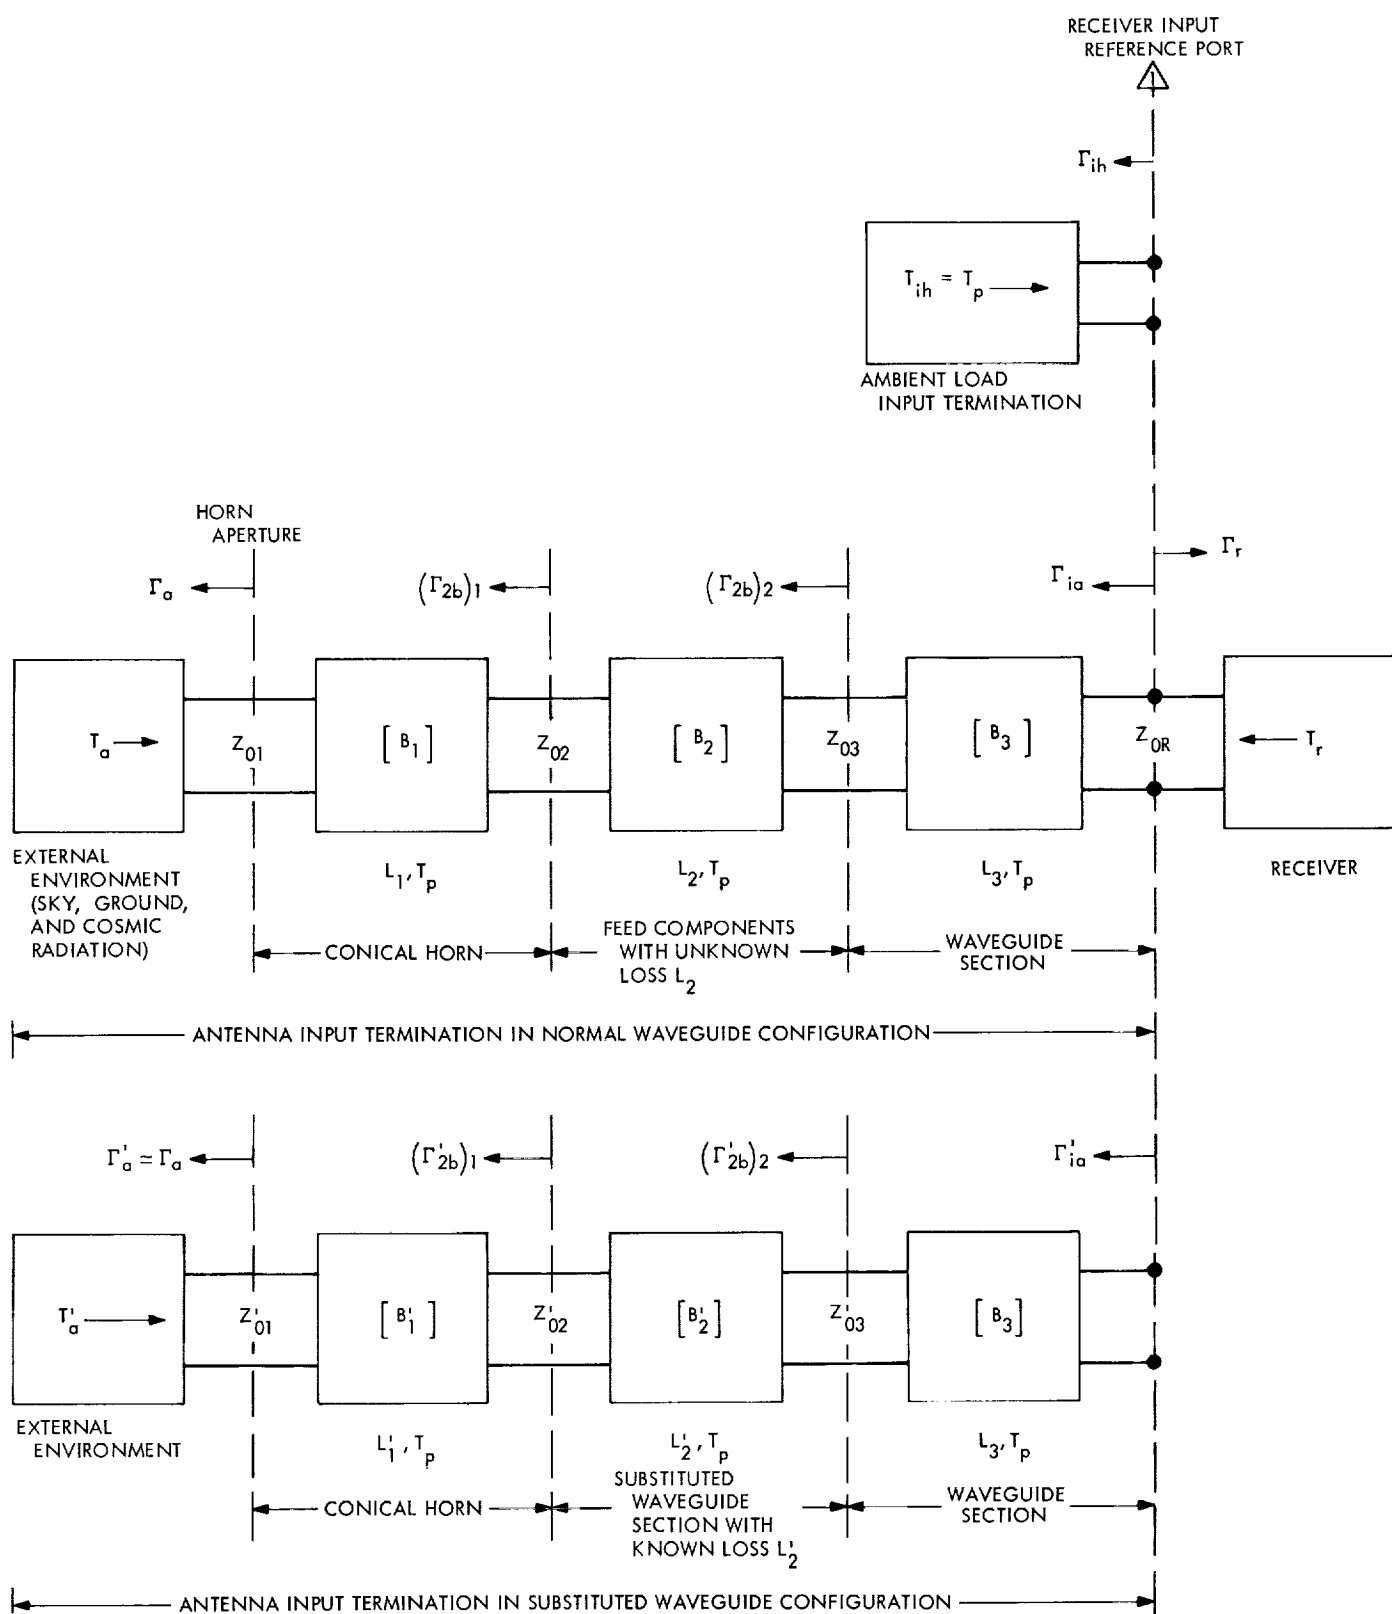 RECEIVER INPUT
REFERENCE PORT
Γih
Tih = Tp
AMBIENT LOAD
INPUT TERMINATION
HORN
APERTURE
Γa
(Γ2b)1
(Γ2b)2
Γia
Γr
Ta
Z01
[B1]
Z02
[B2]
Z03
[B3]
Z0R
Tr
EXTERNAL
ENVIRONMENT
(SKY, GROUND,
AND COSMIC
RADIATION)
L1, Tp
L2, Tp
L3, Tp
RECEIVER
CONICAL HORN
FEED COMPONENTS
WITH UNKNOWN
LOSS L2
WAVEGUIDE
SECTION
ANTENNA INPUT TERMINATION IN NORMAL WAVEGUIDE CONFIGURATION
Γ'a ≃ Γa
(Γ'2b)1
(Γ'2b)2
Γ'ia
T'a
Z'01
[B'1]
Z'02
[B'2]
Z'03
[B3]
EXTERNAL
ENVIRONMENT
L'1, Tp
L'2, Tp
L3, Tp
CONICAL HORN
SUBSTITUTED
WAVEGUIDE
SECTION WITH
KNOWN LOSS L'2
WAVEGUIDE
SECTION
ANTENNA INPUT TERMINATION IN SUBSTITUTED WAVEGUIDE CONFIGURATION